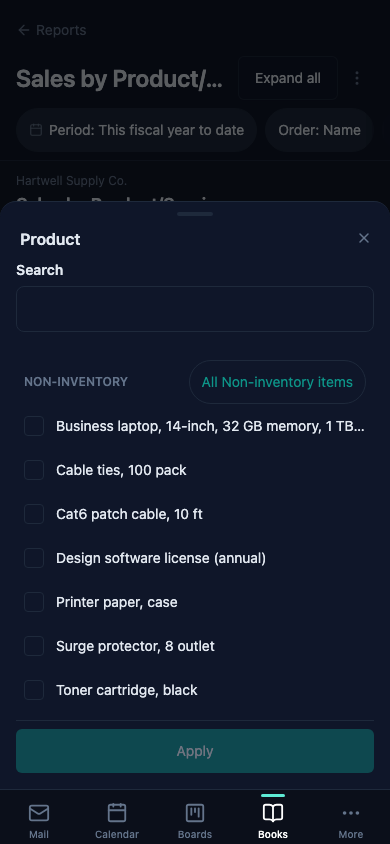 Reports
Sales by Product/...
Expand all
Period: This fiscal year to date
Order: Name
Hartwell Supply Co.
Product
Search
NON-INVENTORY
All Non-inventory items
Business laptop, 14-inch, 32 GB memory, 1 TB...
Cable ties, 100 pack
Cat6 patch cable, 10 ft
Design software license (annual)
Printer paper, case
Surge protector, 8 outlet
Toner cartridge, black
Apply
Mail
Calendar
Boards
Books
More